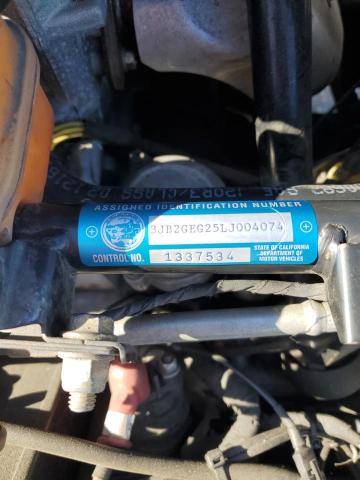 ASSIGNED IDENTIFICATION NUMBER
3JB2GEG25LJ004074
CONTROL NO. 1337534
STATE OF CALIFORNIA
DEPARTMENT OF
MOTOR VEHICLES